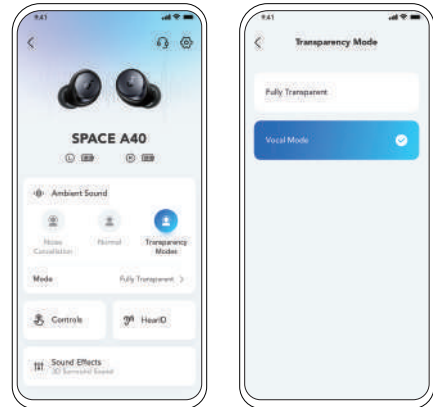 9:41
SPACE A40
L
R
Ambient Sound
Noise Cancellation
Normal
Transparency Modes
Mode
Fully Transparent >
Controls
HearID
Sound Effects
3D Surround Sound
9:41
Transparency Mode
Fully Transparent
Vocal Mode